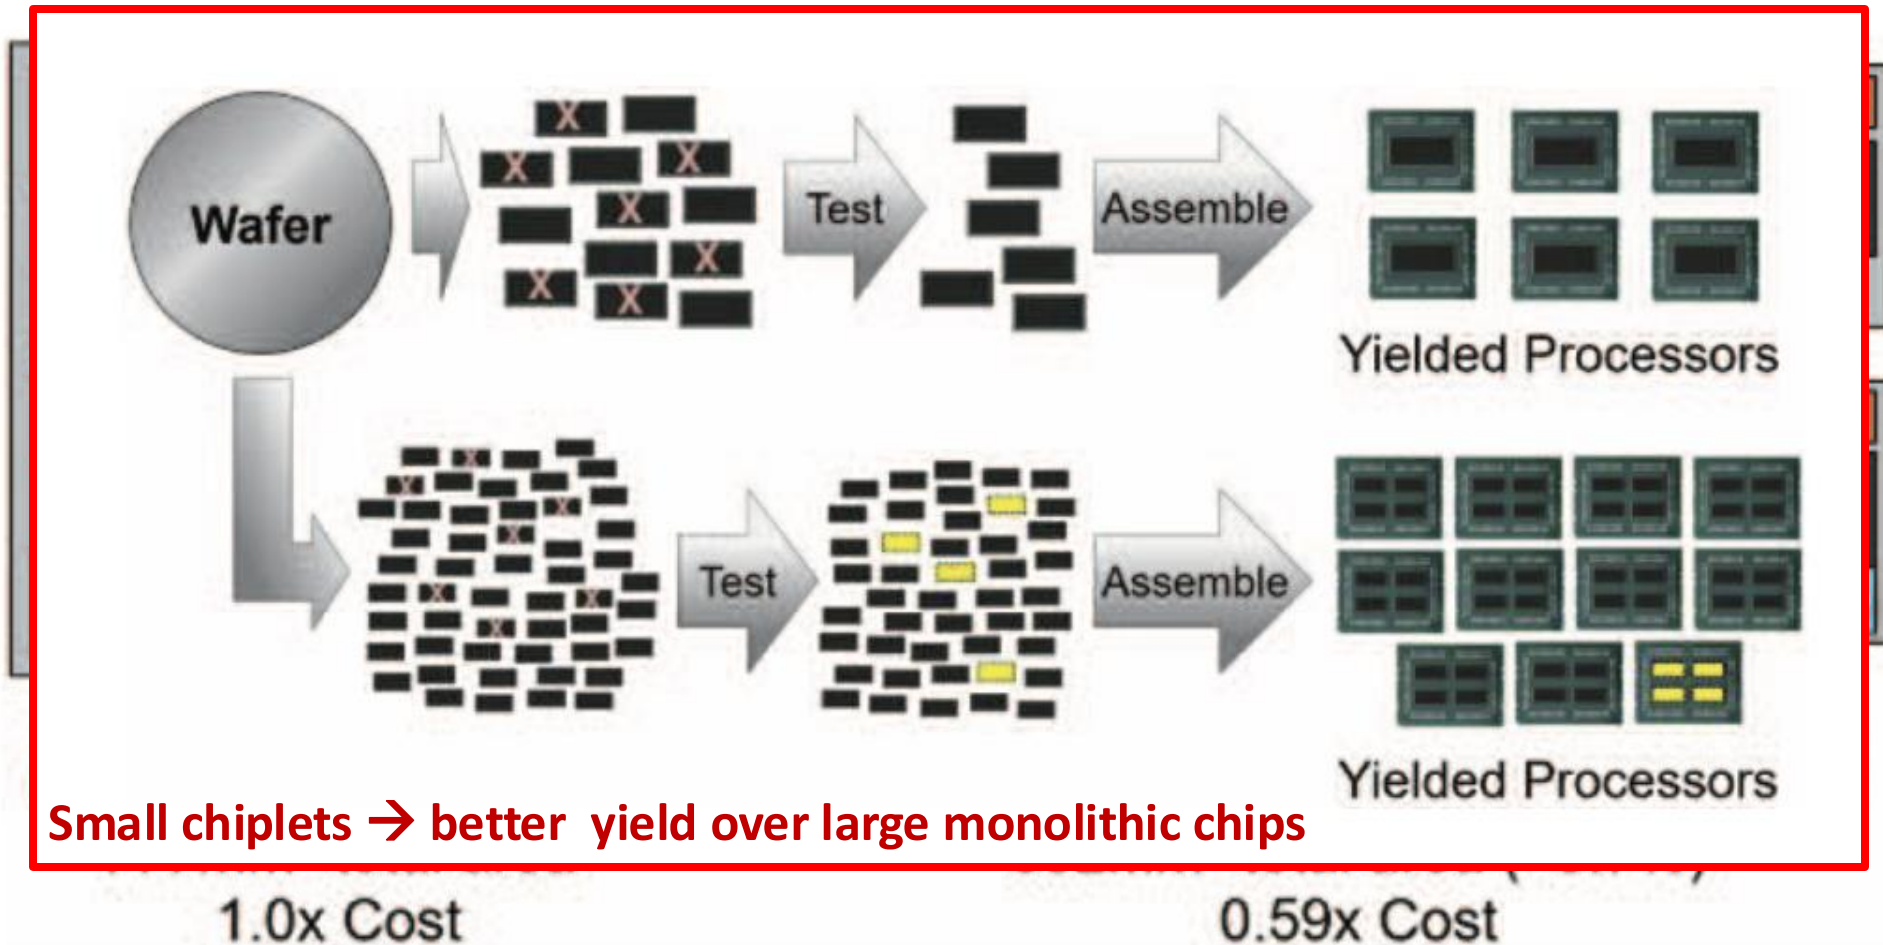 Wafer
X
X
X
X
X
X
X
Test
Assemble
Yielded Processors
X
X
X
X
X
X
X
Test
Assemble
Yielded Processors
Small chiplets → better yield over large monolithic chips
1.0x Cost
0.59x Cost